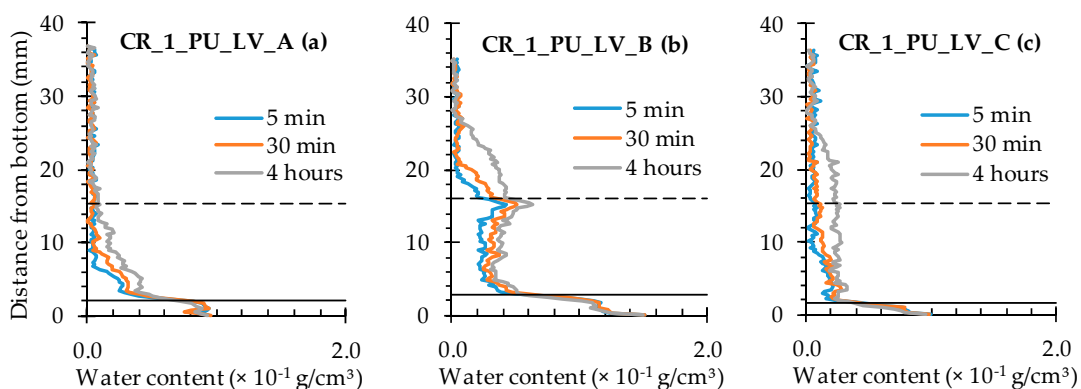 CR_1_PU_LV_A (a)
CR_1_PU_LV_B (b)
CR_1_PU_LV_C (c)
Distance from bottom (mm)
40
30
20
10
0
5 min
30 min
4 hours
0.0
2.0
Water content (× 10⁻¹ g/cm³)
40
30
20
10
0
5 min
30 min
4 hours
0.0
2.0
Water content (× 10⁻¹ g/cm³)
40
30
20
10
0
5 min
30 min
4 hours
0.0
2.0
Water content (× 10⁻¹ g/cm³)